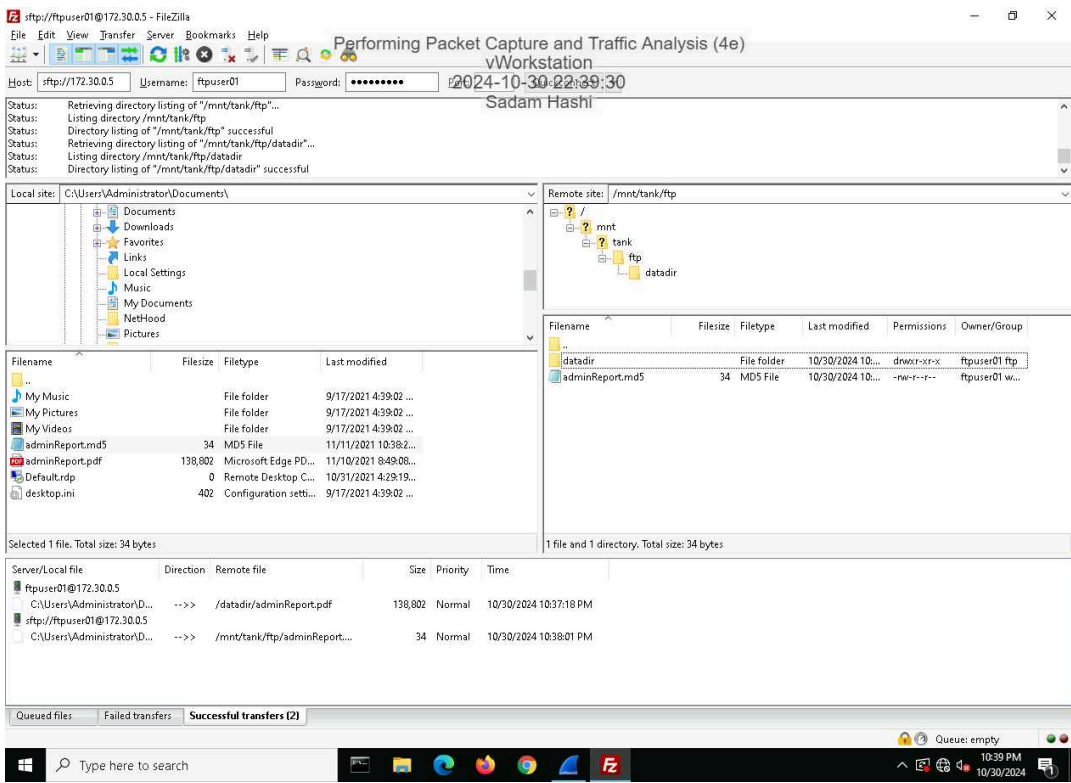 sftp://ftpuser01@172.30.0.5 - FileZilla
File Edit View Transfer Server Bookmarks Help
Performing Packet Capture and Traffic Analysis (4e)
vWorkstation
2024-10-30 22:39:30
Sadam Hashi
Host: sftp://172.30.0.5 Username: ftpuser01 Password: •••••••••
Status: Retrieving directory listing of "/mnt/tank/ftp"...
Status: Listing directory /mnt/tank/ftp
Status: Directory listing of "/mnt/tank/ftp" successful
Status: Retrieving directory listing of "/mnt/tank/ftp/datadir"...
Status: Listing directory /mnt/tank/ftp/datadir
Status: Directory listing of "/mnt/tank/ftp/datadir" successful
Local site: C:\Users\Administrator\Documents\
Documents
Downloads
Favorites
Links
Local Settings
Music
My Documents
NetHood
Pictures
Remote site: /mnt/tank/ftp
/
mnt
tank
ftp
datadir
Filename Filesize Filetype Last modified
..
My Music File folder 9/17/2021 4:39:02 ...
My Pictures File folder 9/17/2021 4:39:02 ...
My Videos File folder 9/17/2021 4:39:02 ...
adminReport.md5 34 MD5 File 11/11/2021 10:38:2...
adminReport.pdf 138,802 Microsoft Edge PD... 11/10/2021 8:49:08...
Default.rdp 0 Remote Desktop C... 10/31/2021 4:29:19...
desktop.ini 402 Configuration setti... 9/17/2021 4:39:02 ...
Selected 1 file. Total size: 34 bytes
Filename Filesize Filetype Last modified Permissions Owner/Group
..
datadir File folder 10/30/2024 10:... drwxr-xr-x ftpuser01 ftp
adminReport.md5 34 MD5 File 10/30/2024 10:... -rw-r--r-- ftpuser01 w...
1 file and 1 directory. Total size: 34 bytes
Server/Local file Direction Remote file Size Priority Time
ftpuser01@172.30.0.5
C:\Users\Administrator\D... -->> /datadir/adminReport.pdf 138,802 Normal 10/30/2024 10:37:18 PM
sftp://ftpuser01@172.30.0.5
C:\Users\Administrator\D... -->> /mnt/tank/ftp/adminReport.... 34 Normal 10/30/2024 10:38:01 PM
Queued files Failed transfers Successful transfers (2)
Queue: empty
Type here to search
10:39 PM
10/30/2024
1